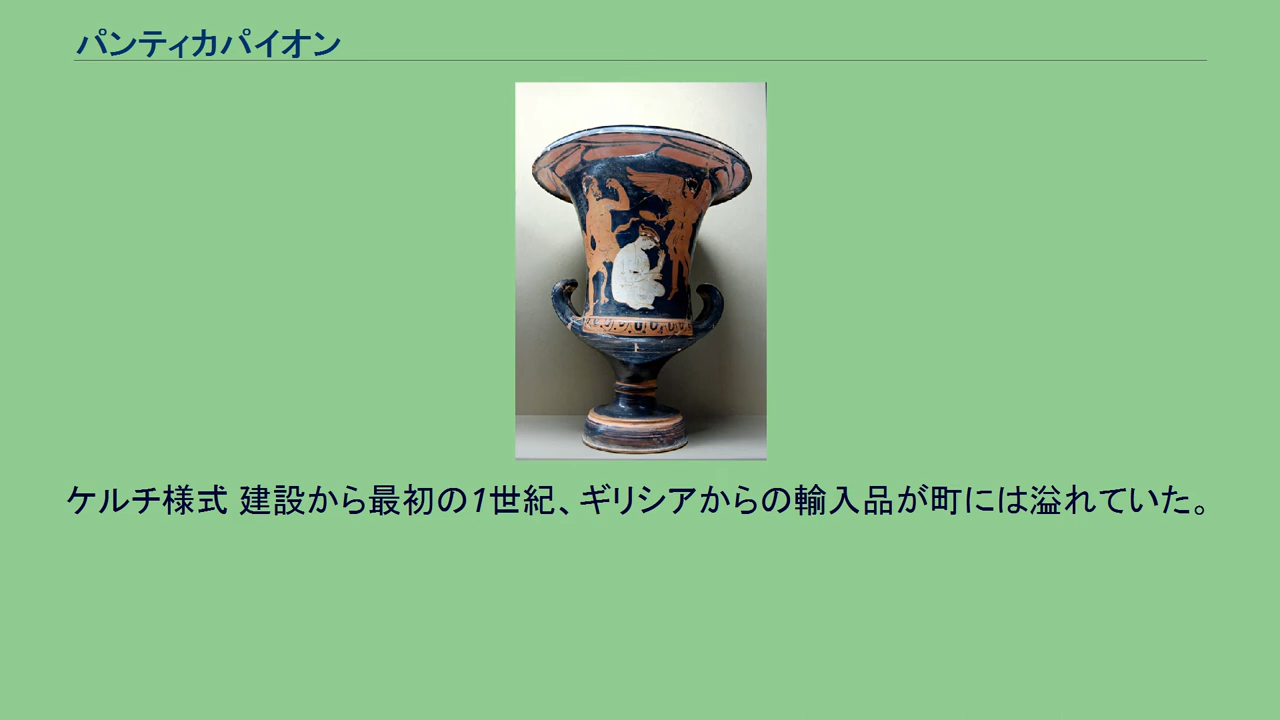 パンティカパイオン
ケルチ様式 建設から最初の1世紀、ギリシアからの輸入品が町には溢れていた。